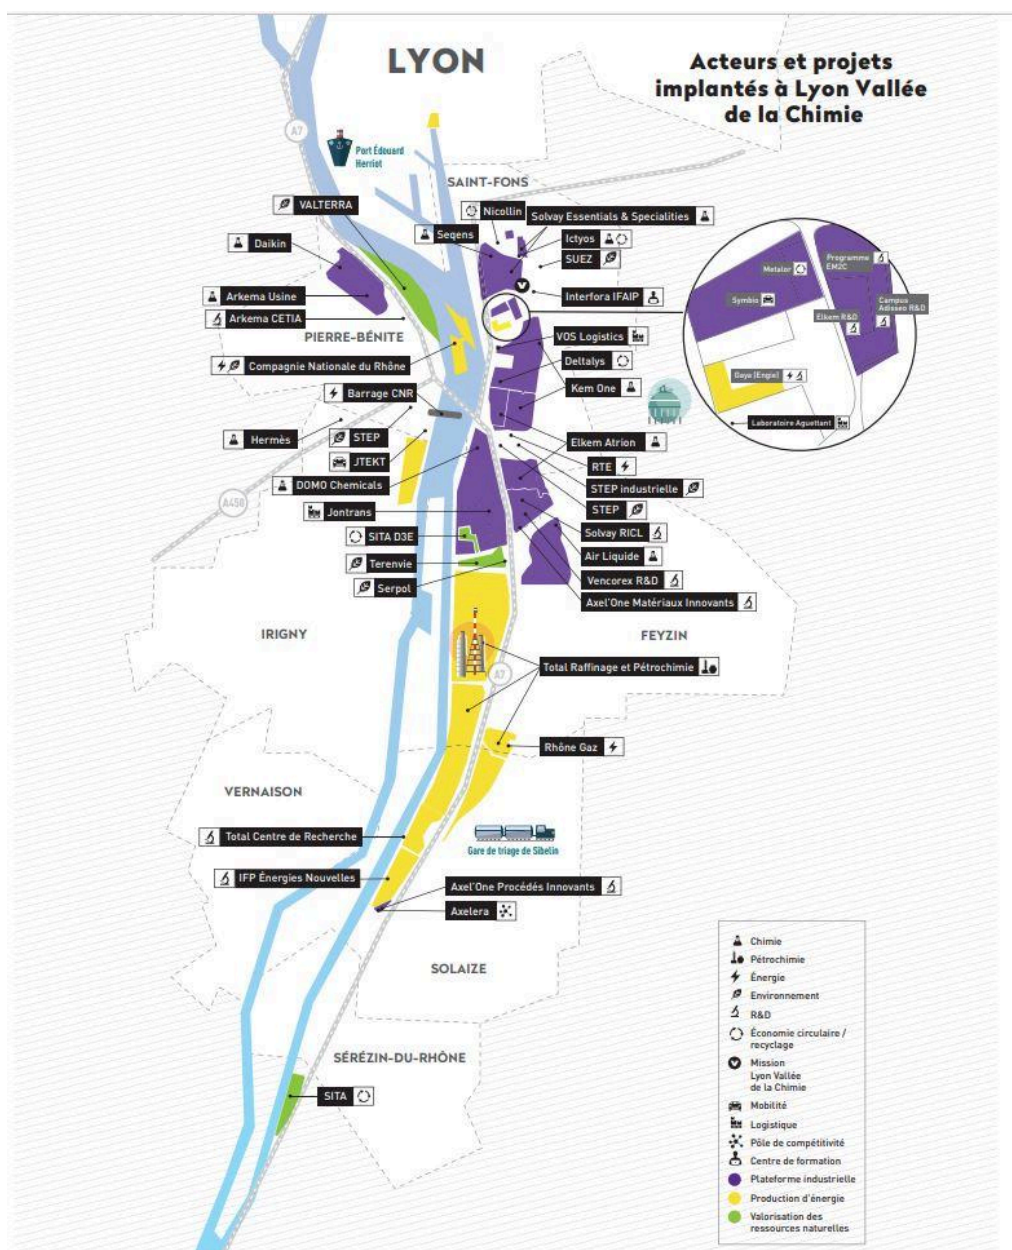 LYON
Acteurs et projets
implantés à Lyon Vallée
de la Chimie
A7
Port Édouard
Herriot
SAINT-FONS
VALTERRA
Nicollin
Solvay Essentials & Specialities
Seqens
Ictyos
Daikin
SUEZ
Arkema Usine
Interfora IFAIP
Arkema CETIA
PIERRE-BÉNITE
VOS Logistics
Compagnie Nationale du Rhône
Deltalys
Barrage CNR
Kem One
Hermès
STEP
Elkem Atrion
JTEKT
RTE
DOMO Chemicals
STEP industrielle
A450
Jontrans
STEP
SITA D3E
Solvay RICL
Terenvie
Air Liquide
Serpol
Vencorex R&D
Axel'One Matériaux Innovants
IRIGNY
FEYZIN
Total Raffinage et Pétrochimie
A7
Rhône Gaz
VERNAISON
Total Centre de Recherche
Gare de triage de Sibelin
IFP Énergies Nouvelles
Axel'One Procédés Innovants
Axelera
SOLAIZE
SÉRÉZIN-DU-RHÔNE
SITA
Metalor
Programme
EM2C
Symbio
Elkem R&D
Campus
Adisseo R&D
Gaya (Engie)
Laboratoire Aguettant
Chimie
Pétrochimie
Énergie
Environnement
R&D
Économie circulaire /
recyclage
Mission
Lyon Vallée
de la Chimie
Mobilité
Logistique
Pôle de compétitivité
Centre de formation
Plateforme industrielle
Production d'énergie
Valorisation des
ressources naturelles